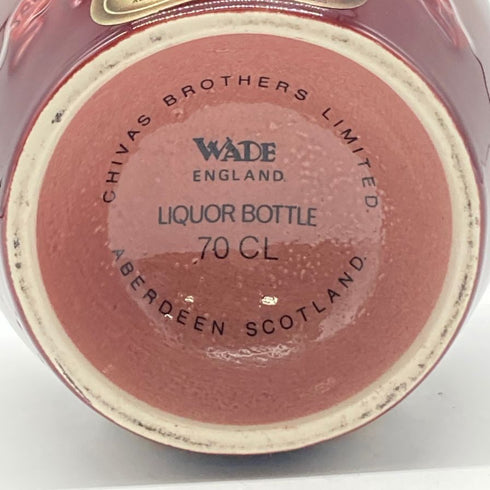 CHIVAS BROTHERS LIMITED.
WADE
ENGLAND
LIQUOR BOTTLE
70 CL
ABERDEEN SCOTLAND.